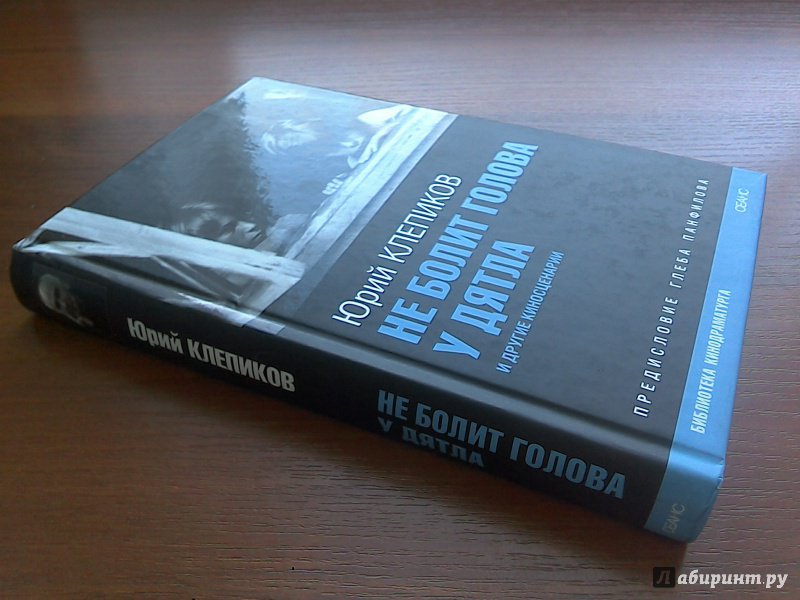 Юрий Клепиков
НЕ БОЛИТ ГОЛОВА
У ДЯТЛА
И ДРУГИЕ КИНОСЦЕНАРИИ
ПРЕДИСЛОВИЕ ГЛЕБА ПАНФИЛОВА
БИБЛИОТЕКА КИНОДРАМАТУРГА
СЕАНС
Юрий Клепиков
НЕ БОЛИТ ГОЛОВА
У ДЯТЛА
СЕАНС
Лабиринт.ру